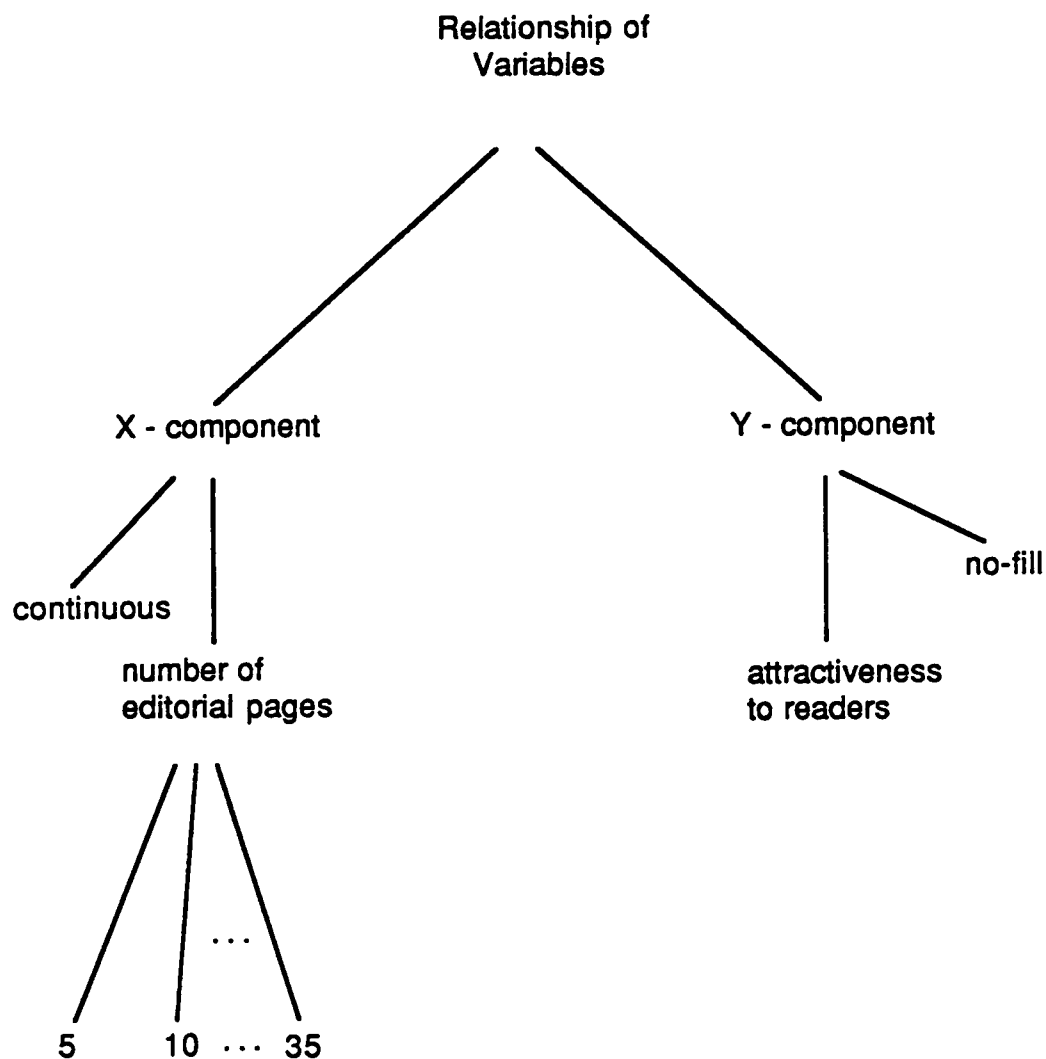 Relationship of
Variables
X - component
Y - component
continuous
no-fill
number of
editorial pages
attractiveness
to readers
...
5 10 ... 35